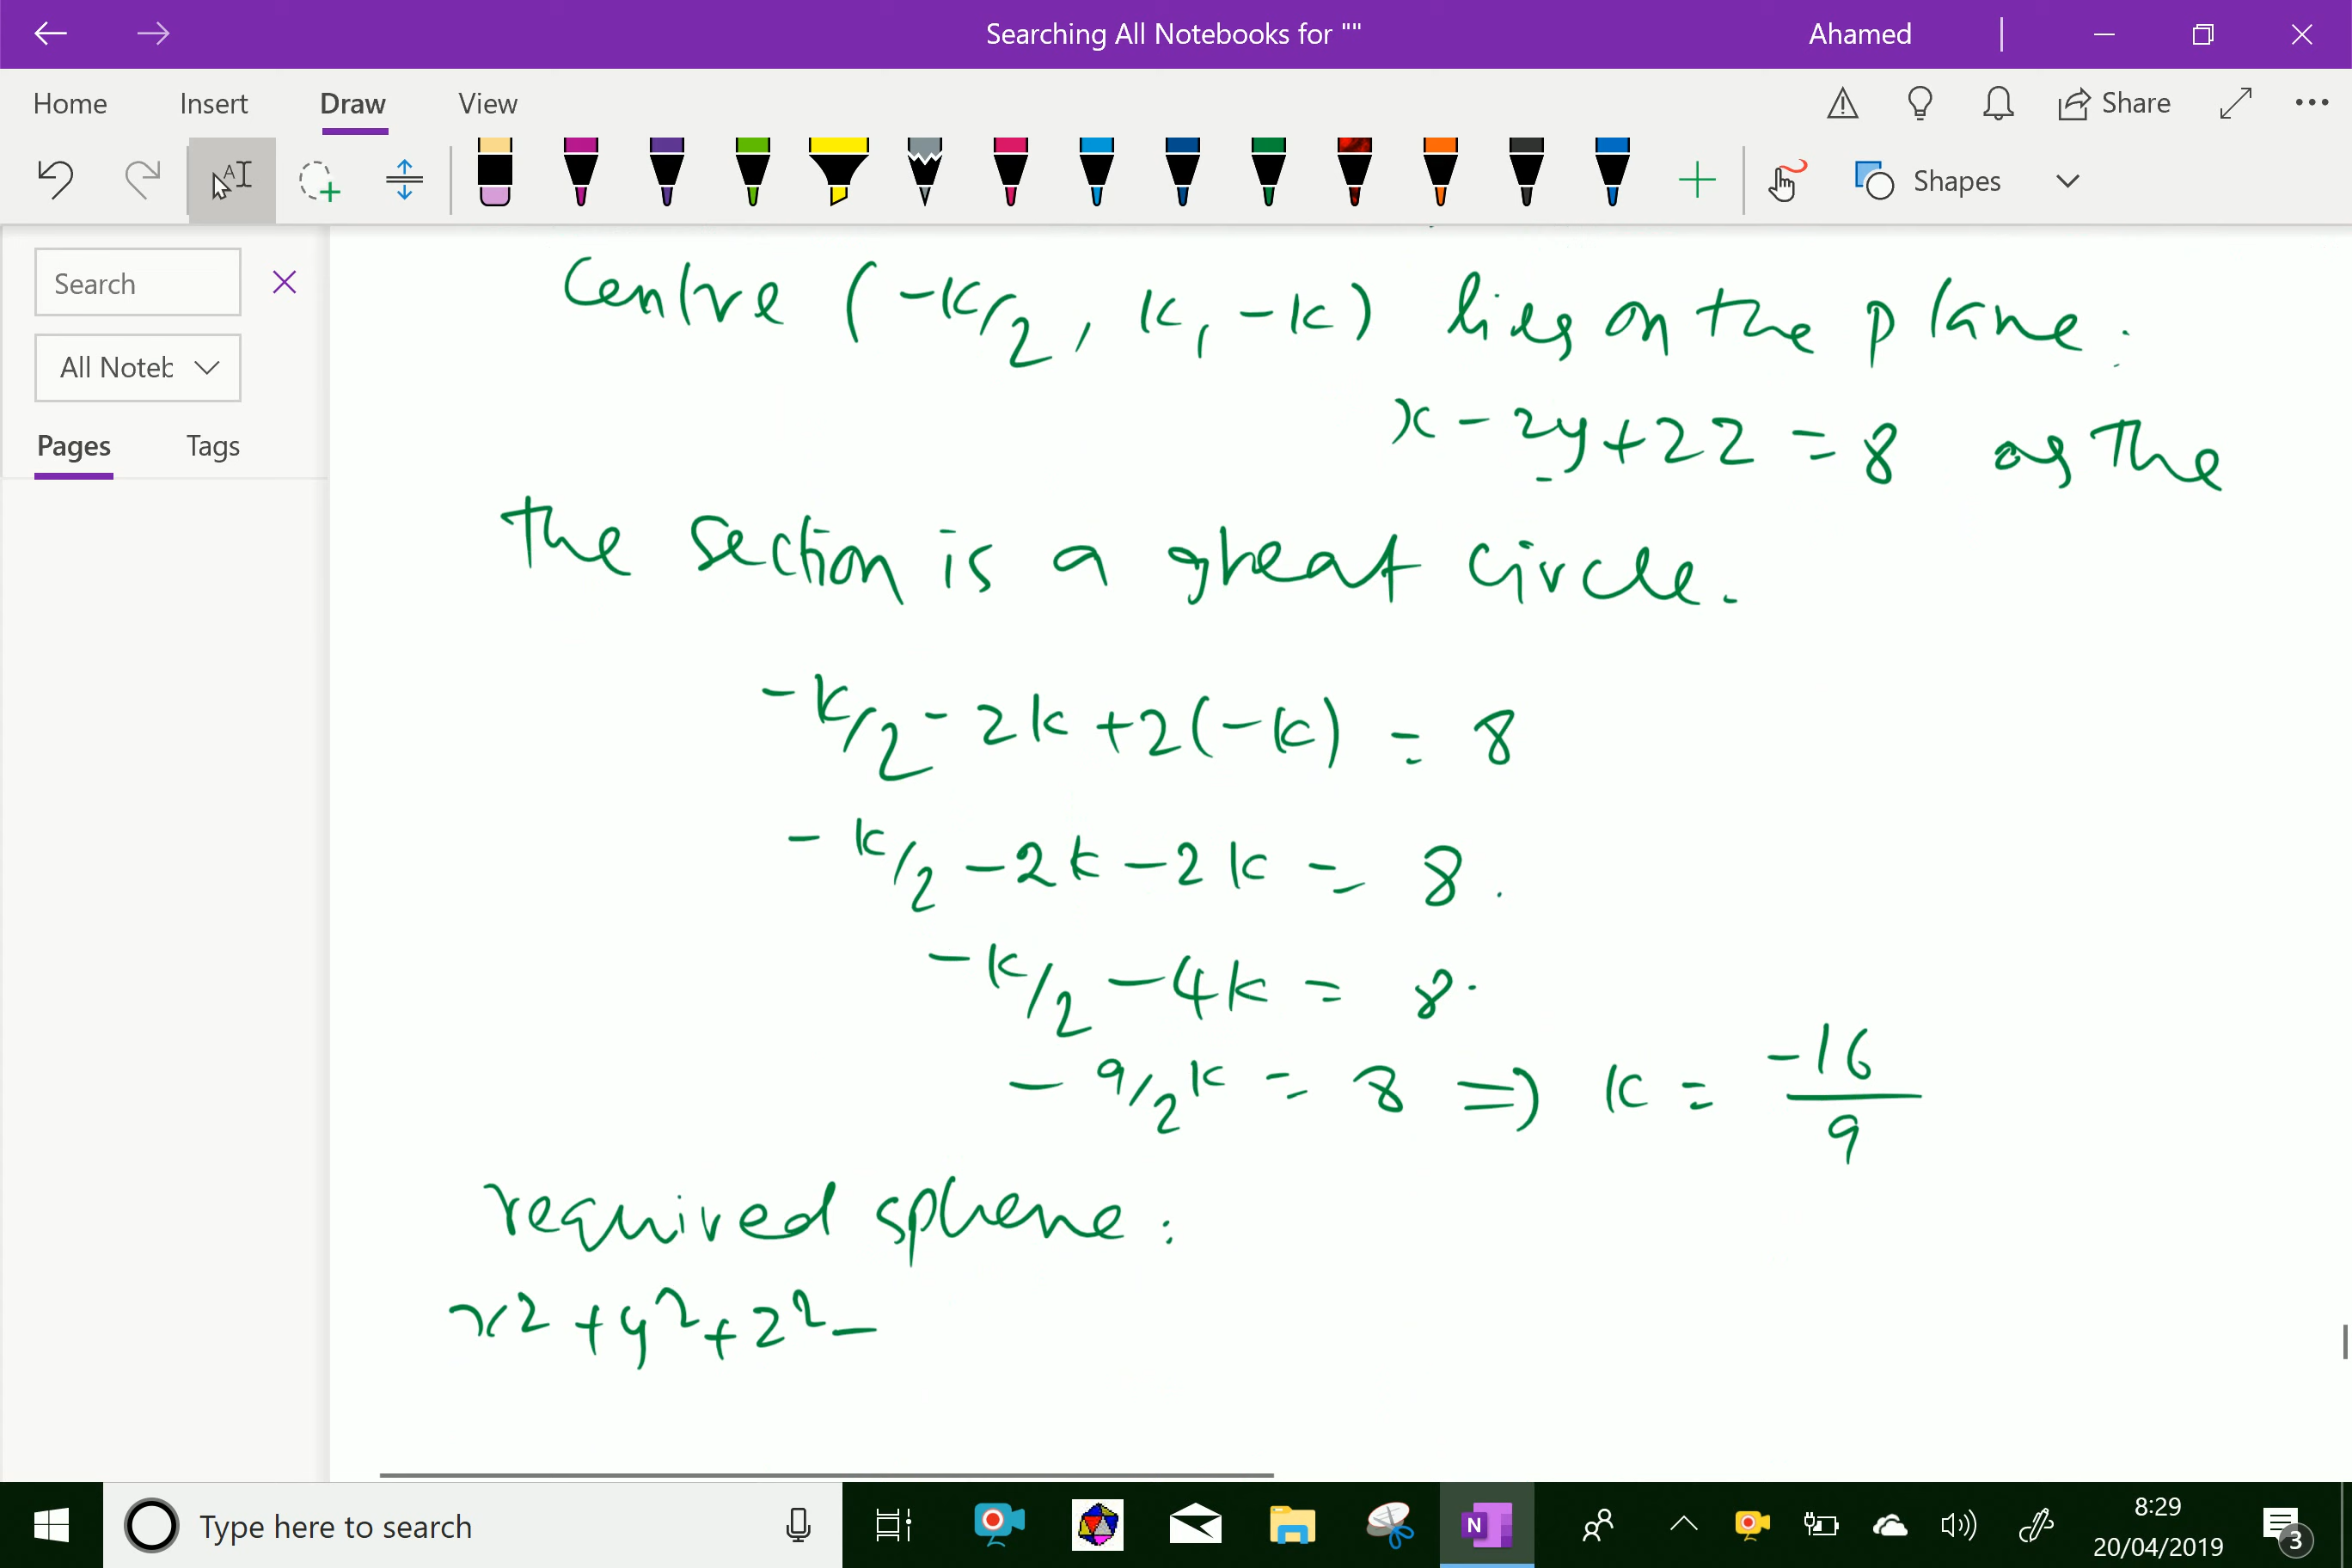 Searching All Notebooks for ""
Ahamed
Home Insert Draw View
Share
Shapes
Search
All Noteb
Pages Tags
Centre (-k/2, k, -k) lies on the plane:
x - 2y + 2z = 8 as the
the section is a great circle.
-k/2 - 2k + 2(-k) = 8
-k/2 - 2k - 2k = 8.
-k/2 - 4k = 8.
-9/2 k = 8 => k = -16/9
required sphere:
x² + y² + z² -
Type here to search
N
8:29
20/04/2019
3